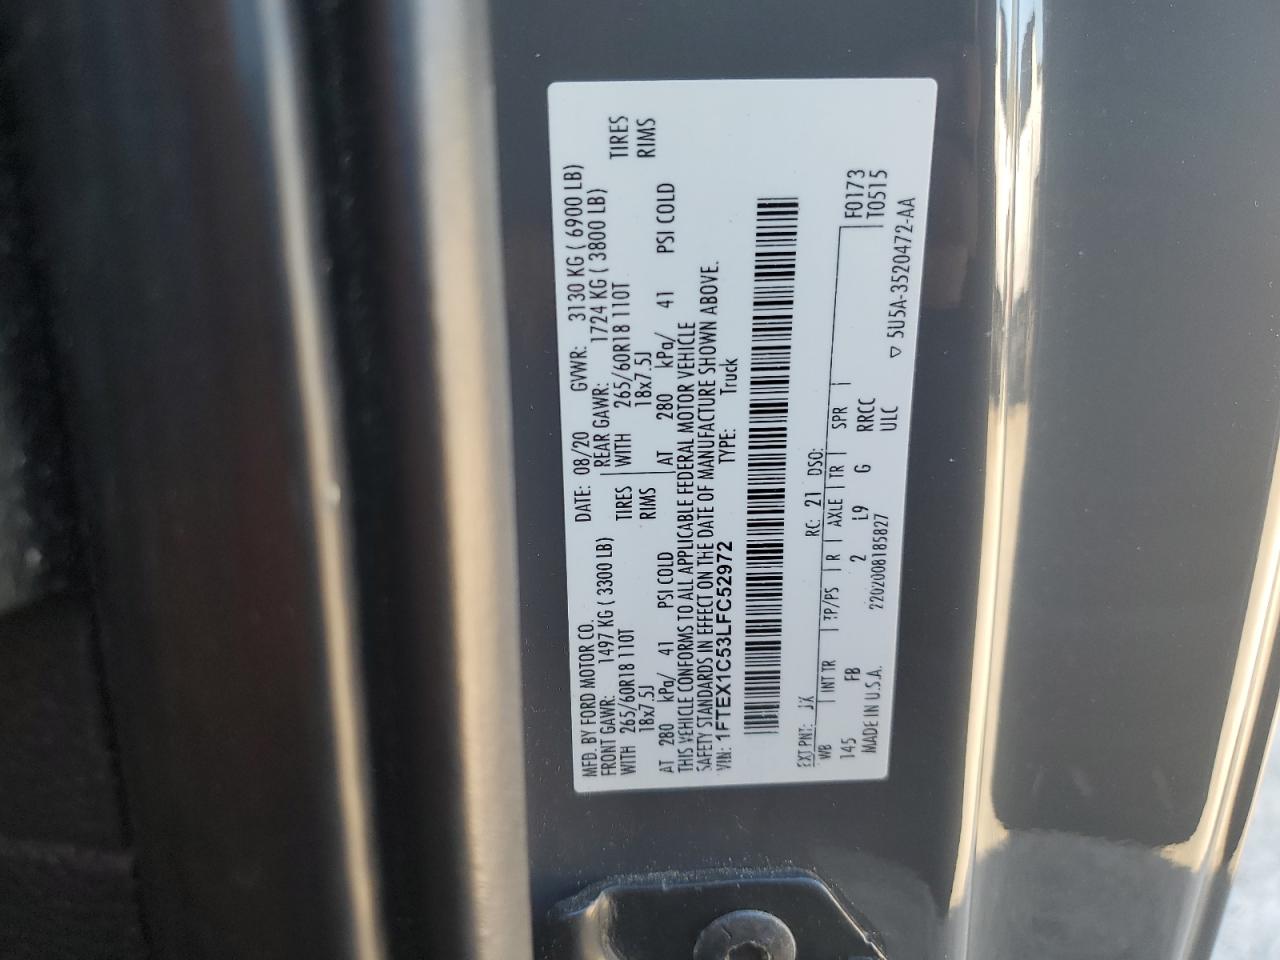 MFD. BY FORD MOTOR CO. DATE: 08/20 GVWR: 3130 KG ( 6900 LB)
FRONT GAWR: 1497 KG ( 3300 LB) REAR GAWR: 1724 KG ( 3800 LB)
WITH 265/60R18 110T TIRES WITH 265/60R18 110T TIRES
18x7.5J RIMS 18x7.5J RIMS
AT 280 kPa/ 41 PSI COLD AT 280 kPa/ 41 PSI COLD
THIS VEHICLE CONFORMS TO ALL APPLICABLE FEDERAL MOTOR VEHICLE
SAFETY STANDARDS IN EFFECT ON THE DATE OF MANUFACTURE SHOWN ABOVE.
VIN: 1FTEX1C53LFC52972 TYPE: Truck
EXT PNT: JX RC: 21 DSO:
WB INT TR TP/PS R AXLE TR SPR F0173
145 FB 2 L9 G RRCC T0515
ULC
MADE IN U.S.A. 2202008185827 ▽ 5U5A-3520472-AA